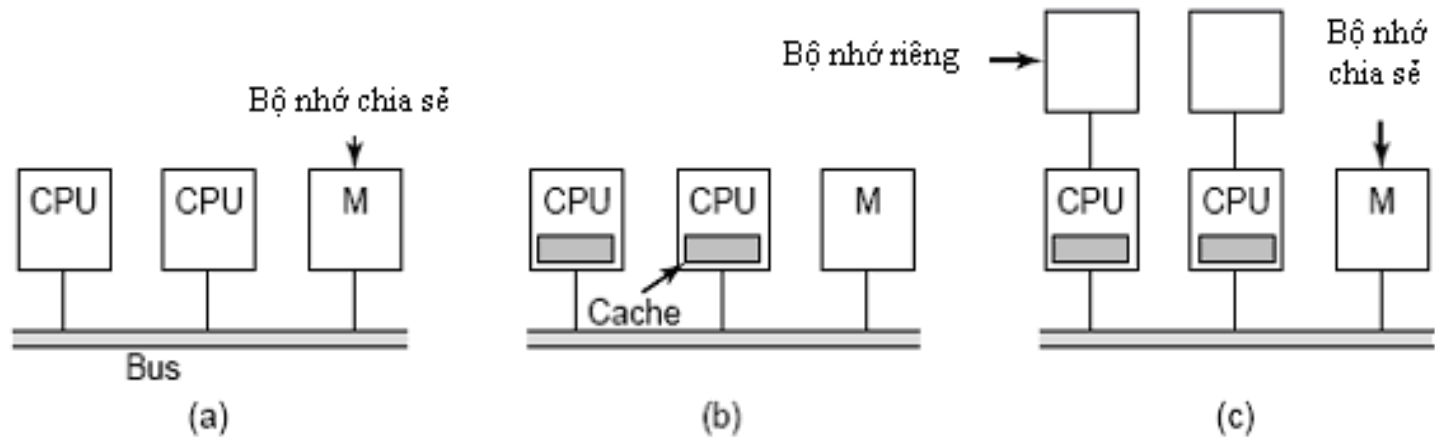 Bộ nhớ chia sẻ
CPU
CPU
M
Bus
(a)
CPU
CPU
M
Cache
(b)
Bộ nhớ riêng
Bộ nhớ
chia sẻ
CPU
CPU
M
(c)